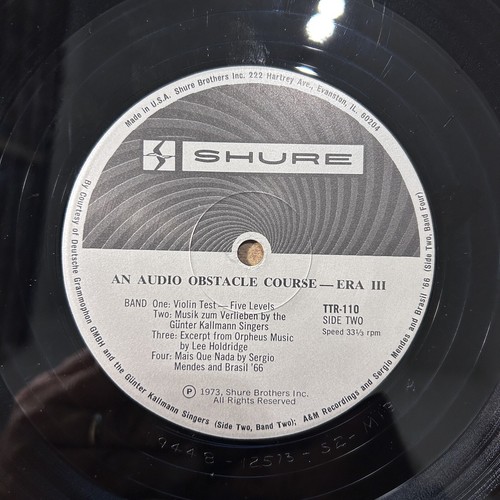 Made in U.S.A. Shure Brothers Inc. 222 Hartrey Ave., Evanston, IL. 60204
SHURE
AN AUDIO OBSTACLE COURSE — ERA III
BAND One: Violin Test — Five Levels
Two: Musik zum Verlieben by the
Günter Kallmann Singers
Three: Excerpt from Orpheus Music
by Lee Holdridge
Four: Mais Que Nada by Sergio
Mendes and Brasil '66
TTR-110
SIDE TWO
Speed 33⅓ rpm
Ⓟ 1973, Shure Brothers Inc.
All Rights Reserved
By Courtesy of Deutsche Grammophon GMBH and the Günter Kallmann Singers (Side Two, Band Two); A&M Recordings and Sergio Mendes and Brasil '66 (Side Two, Band Four)